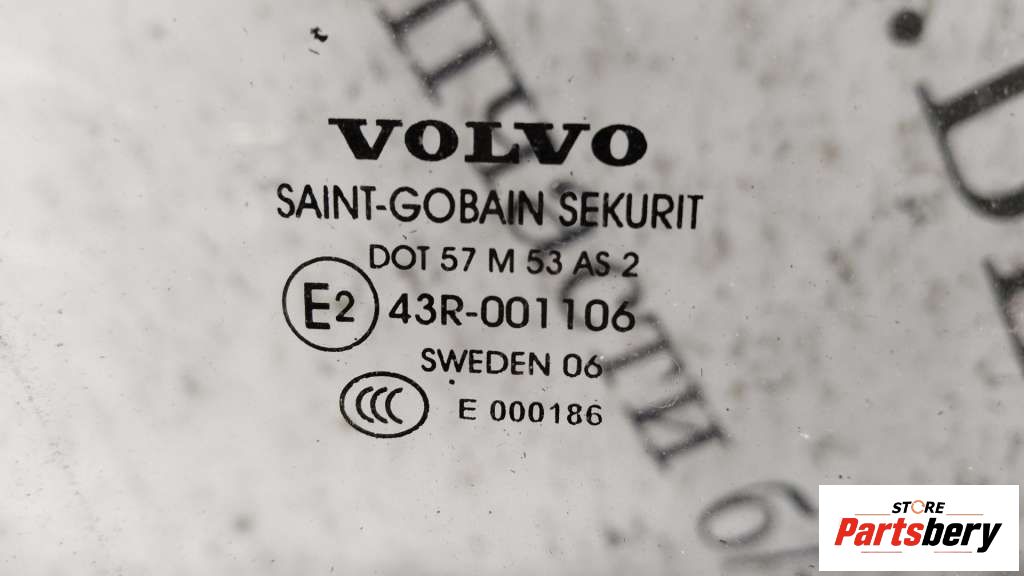 VOLVO
SAINT-GOBAIN SEKURIT
DOT 57 M 53 AS 2
E2 43R-001106
SWEDEN 06
CCC E 000186
STORE
Partsbery